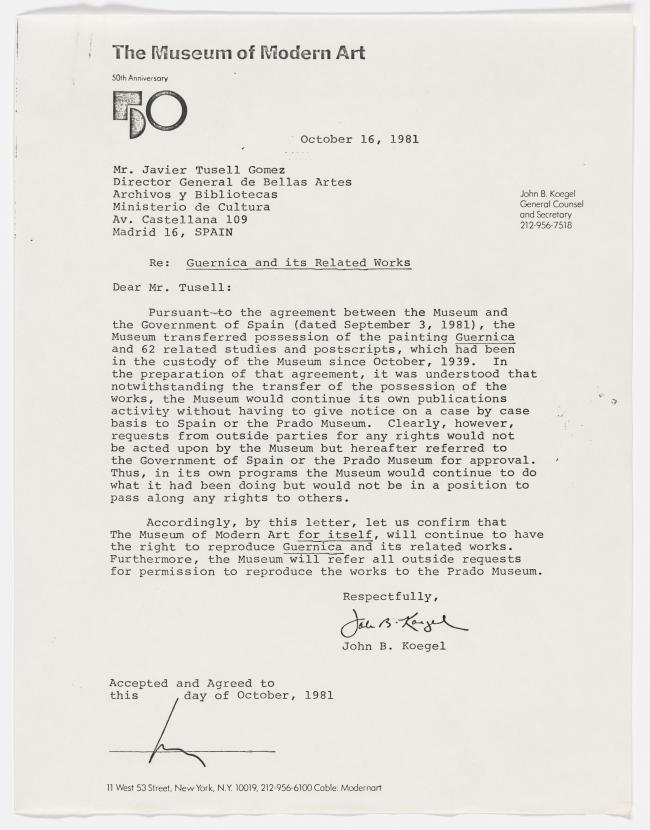 The Museum of Modern Art
50th Anniversary
50
October 16, 1981
Mr. Javier Tusell Gomez
Director General de Bellas Artes
Archivos y Bibliotecas
Ministerio de Cultura
Av. Castellana 109
Madrid 16, SPAIN
John B. Koegel
General Counsel
and Secretary
212-956-7518
Re: Guernica and its Related Works
Dear Mr. Tusell:
Pursuant to the agreement between the Museum and
the Government of Spain (dated September 3, 1981), the
Museum transferred possession of the painting Guernica
and 62 related studies and postscripts, which had been
in the custody of the Museum since October, 1939. In
the preparation of that agreement, it was understood that
notwithstanding the transfer of the possession of the
works, the Museum would continue its own publications
activity without having to give notice on a case by case
basis to Spain or the Prado Museum. Clearly, however,
requests from outside parties for any rights would not
be acted upon by the Museum but hereafter referred to
the Government of Spain or the Prado Museum for approval.
Thus, in its own programs the Museum would continue to do
what it had been doing but would not be in a position to
pass along any rights to others.
Accordingly, by this letter, let us confirm that
The Museum of Modern Art for itself, will continue to have
the right to reproduce Guernica and its related works.
Furthermore, the Museum will refer all outside requests
for permission to reproduce the works to the Prado Museum.
Respectfully,
John B. Koegel
John B. Koegel
Accepted and Agreed to
this day of October, 1981
11 West 53 Street, New York, N.Y. 10019, 212-956-6100 Cable: Modernart